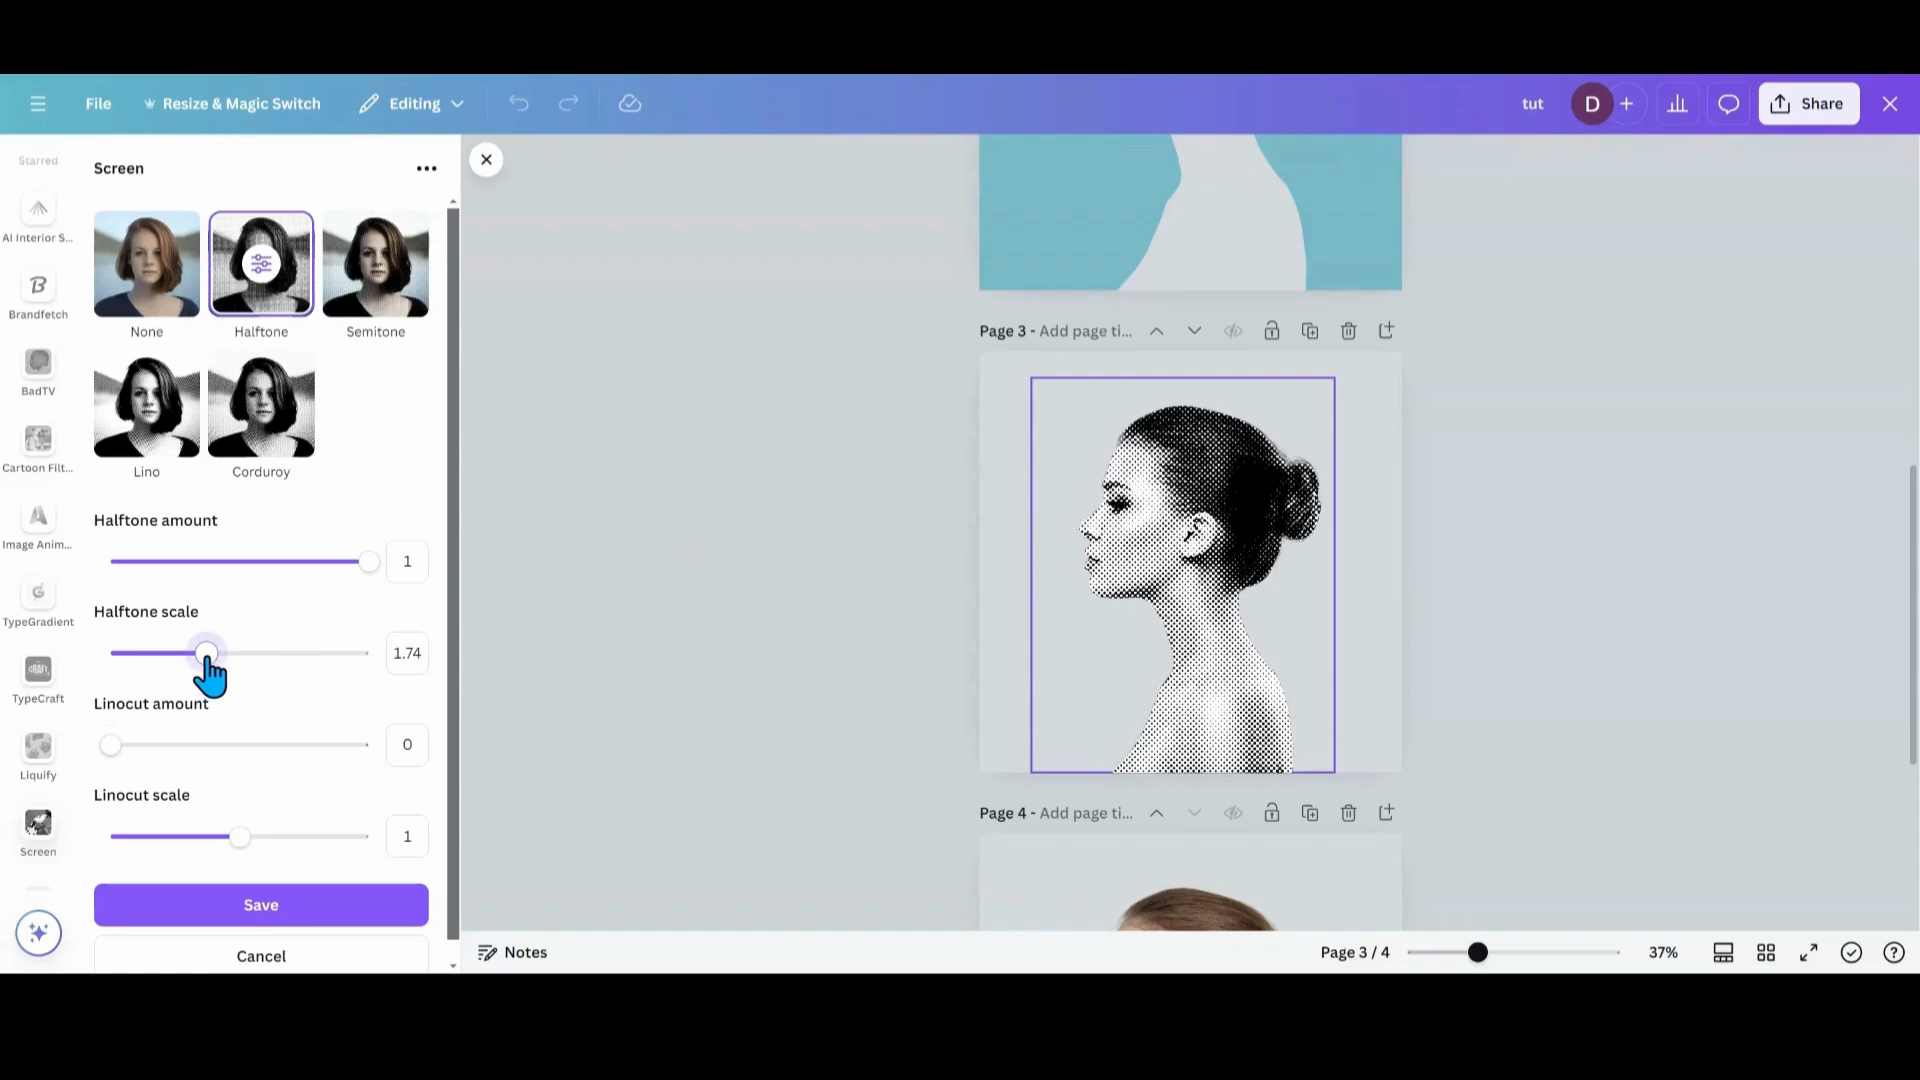 File
Resize & Magic Switch
Editing
tut
D
Share
Starred
AI Interior S...
Brandfetch
BadTV
Cartoon Filt...
Image Anim...
TypeGradient
CRAFT
TypeCraft
Liquify
Screen
Screen
None
Halftone
Semitone
Lino
Corduroy
Halftone amount
1
Halftone scale
1.74
Linocut amount
0
Linocut scale
1
Save
Cancel
Page 3 - Add page ti...
Page 4 - Add page ti...
Notes
Page 3 / 4
37%